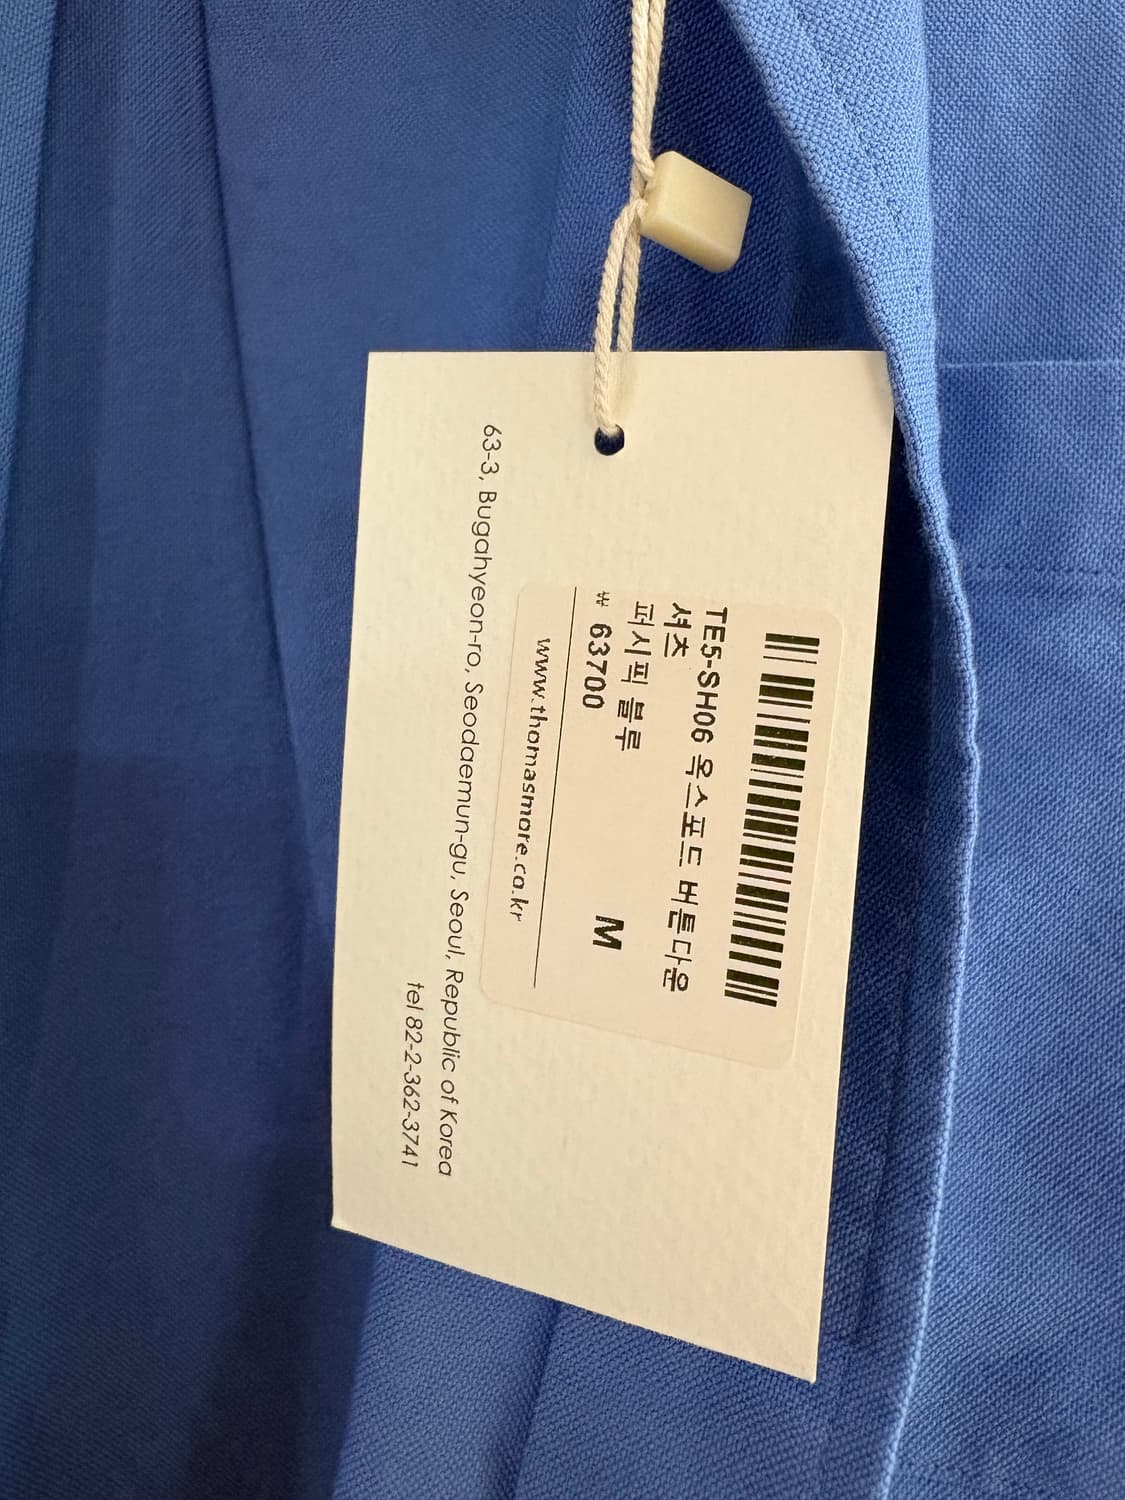 TE5-SH06 옥스포드 버튼다운
셔츠
퍼시픽 블루
₩ 63700
M
www.thomasmore.co.kr
63-3, Bugahyeon-ro, Seodaemun-gu, Seoul, Republic of Korea
tel 82-2-362-3741